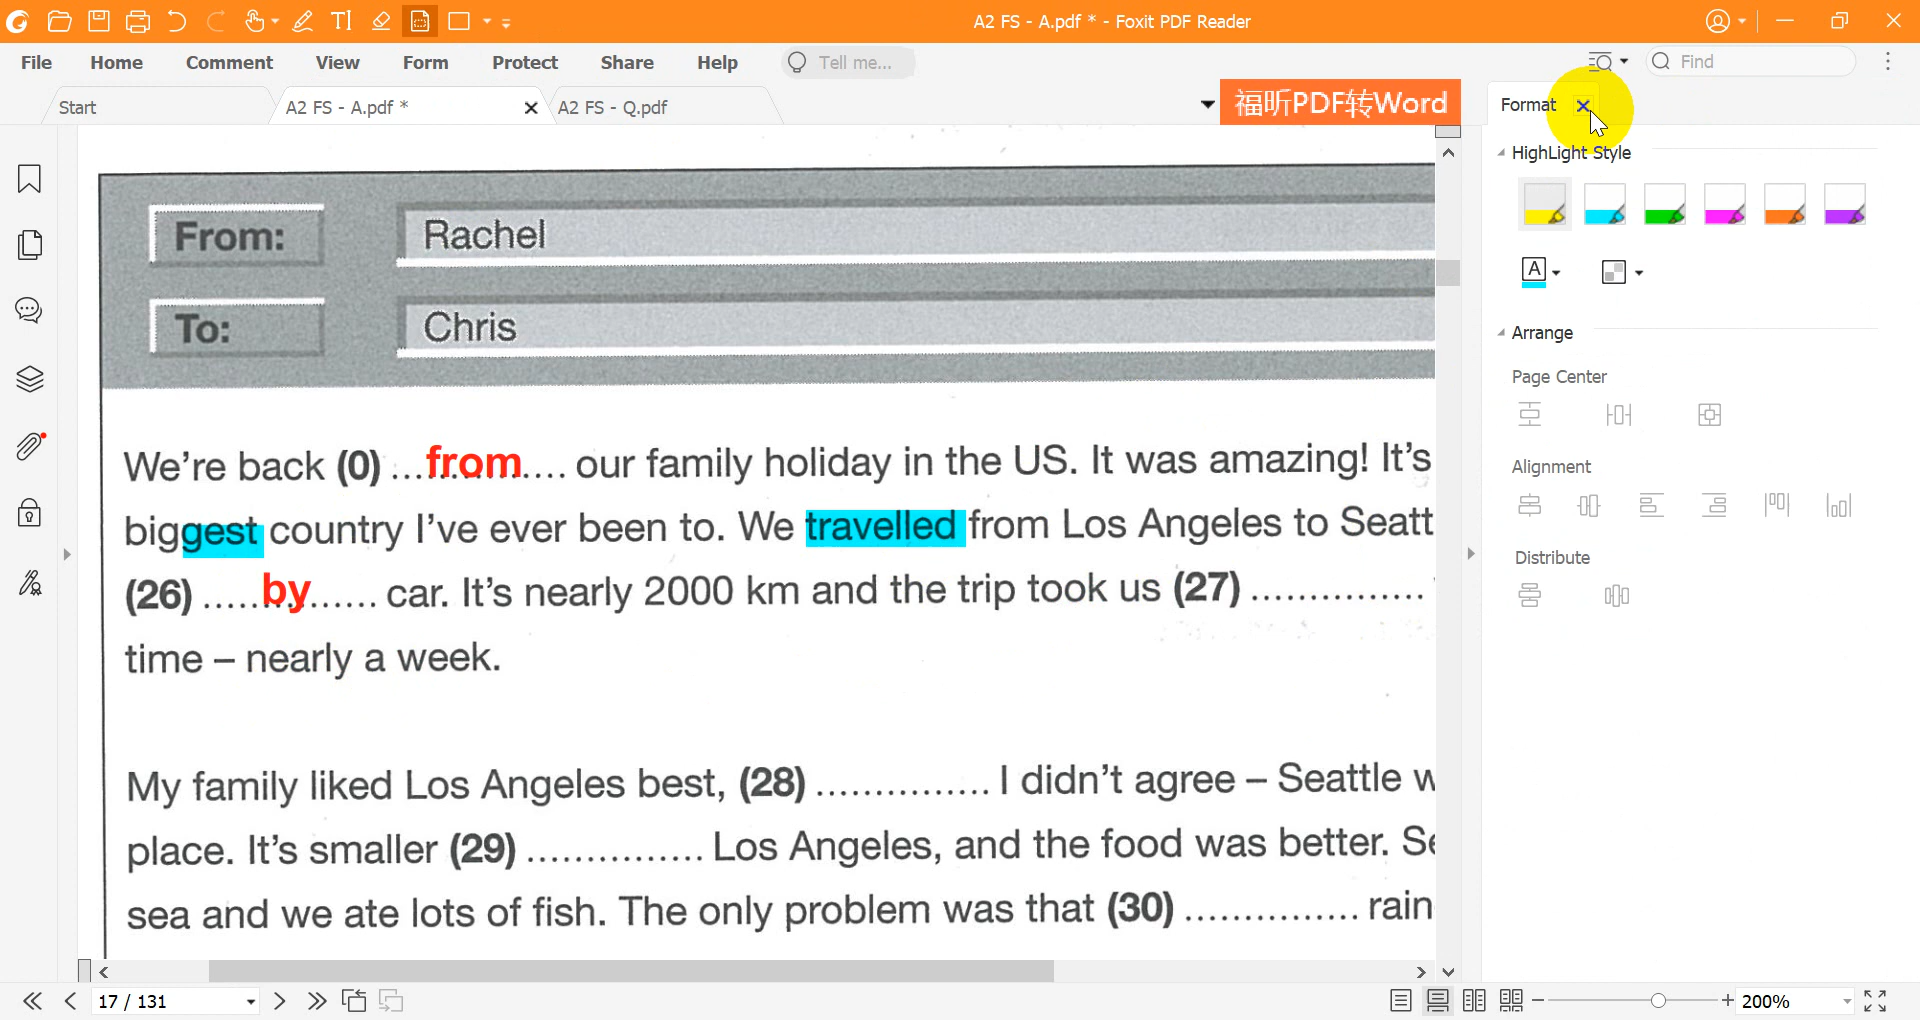 A2 FS - A.pdf * - Foxit PDF Reader
File Home Comment View Form Protect Share Help Tell me... Find
Start A2 FS - A.pdf * A2 FS - Q.pdf 福昕PDF转Word Format
HighLight Style
From: Rachel
To: Chris
Arrange
Page Center
Alignment
Distribute
We're back (0) ....from.... our family holiday in the US. It was amazing! It's
biggest country I've ever been to. We travelled from Los Angeles to Seatt
(26) .....by...... car. It's nearly 2000 km and the trip took us (27) ...............
time – nearly a week.
My family liked Los Angeles best, (28) ............... I didn't agree – Seattle w
place. It's smaller (29) ............... Los Angeles, and the food was better. Se
sea and we ate lots of fish. The only problem was that (30) ............... rain
17 / 131 200%